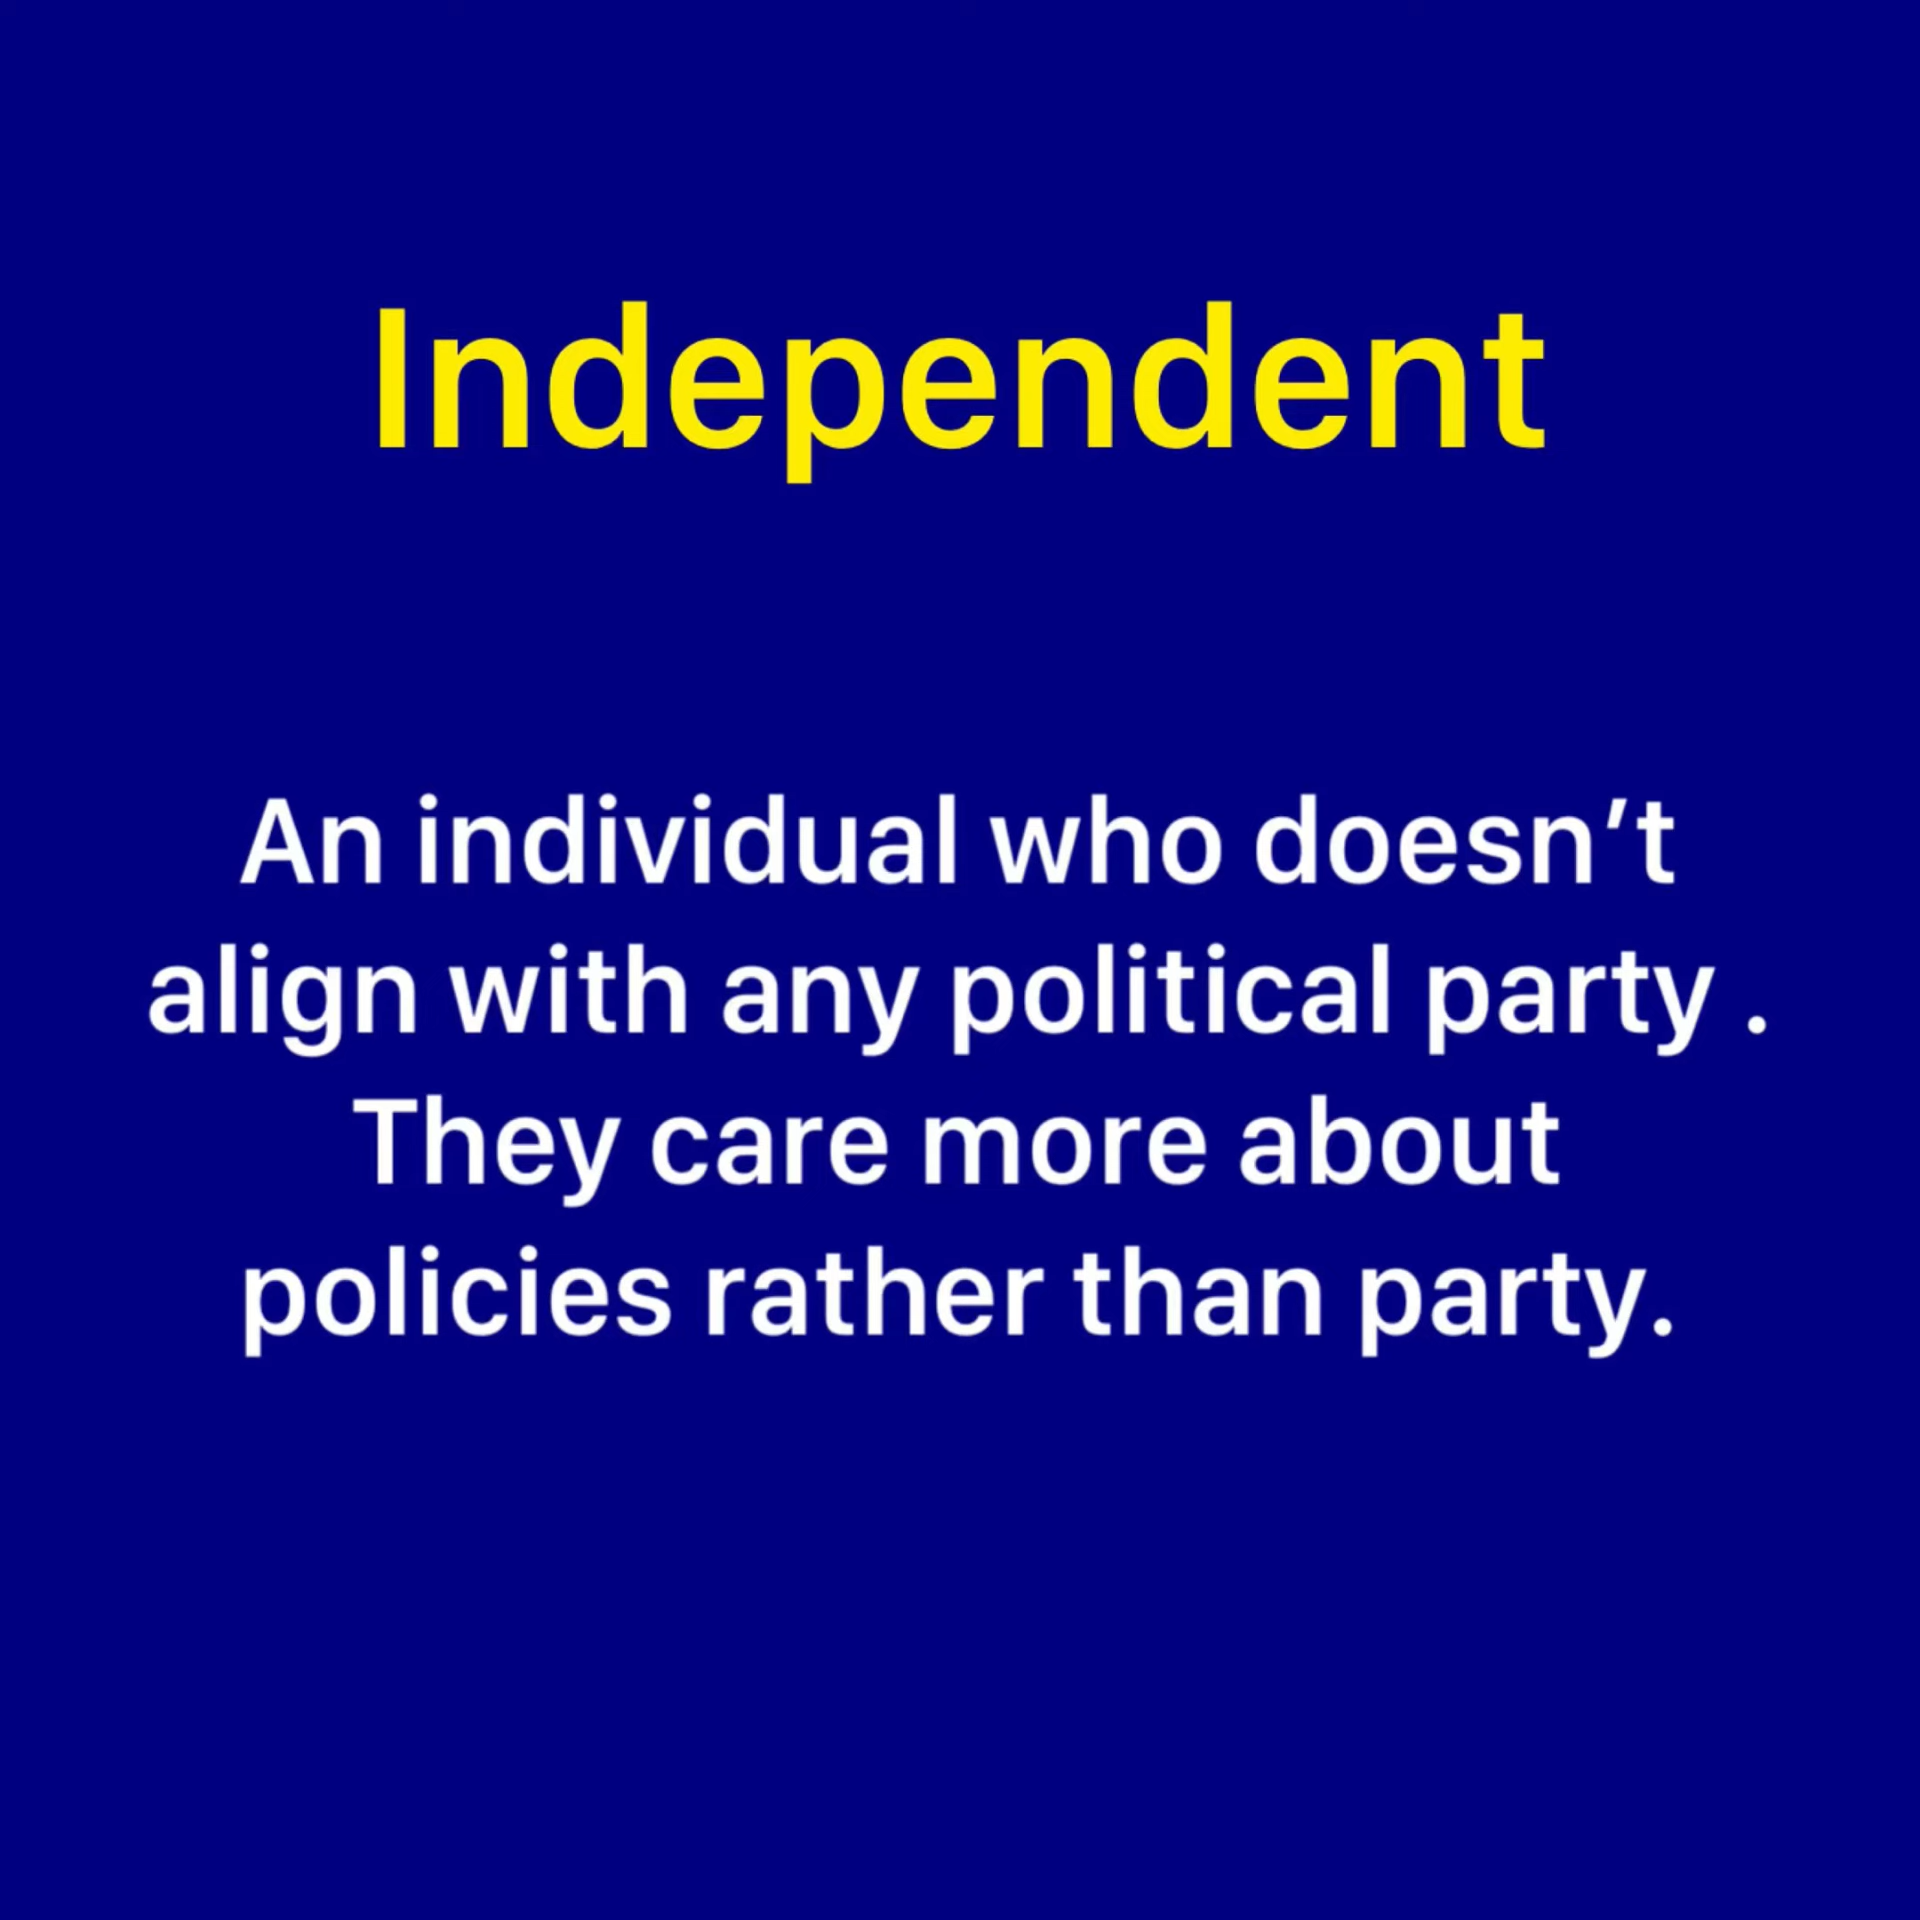 Independent
An individual who doesn’t
align with any political party .
They care more about
policies rather than party.